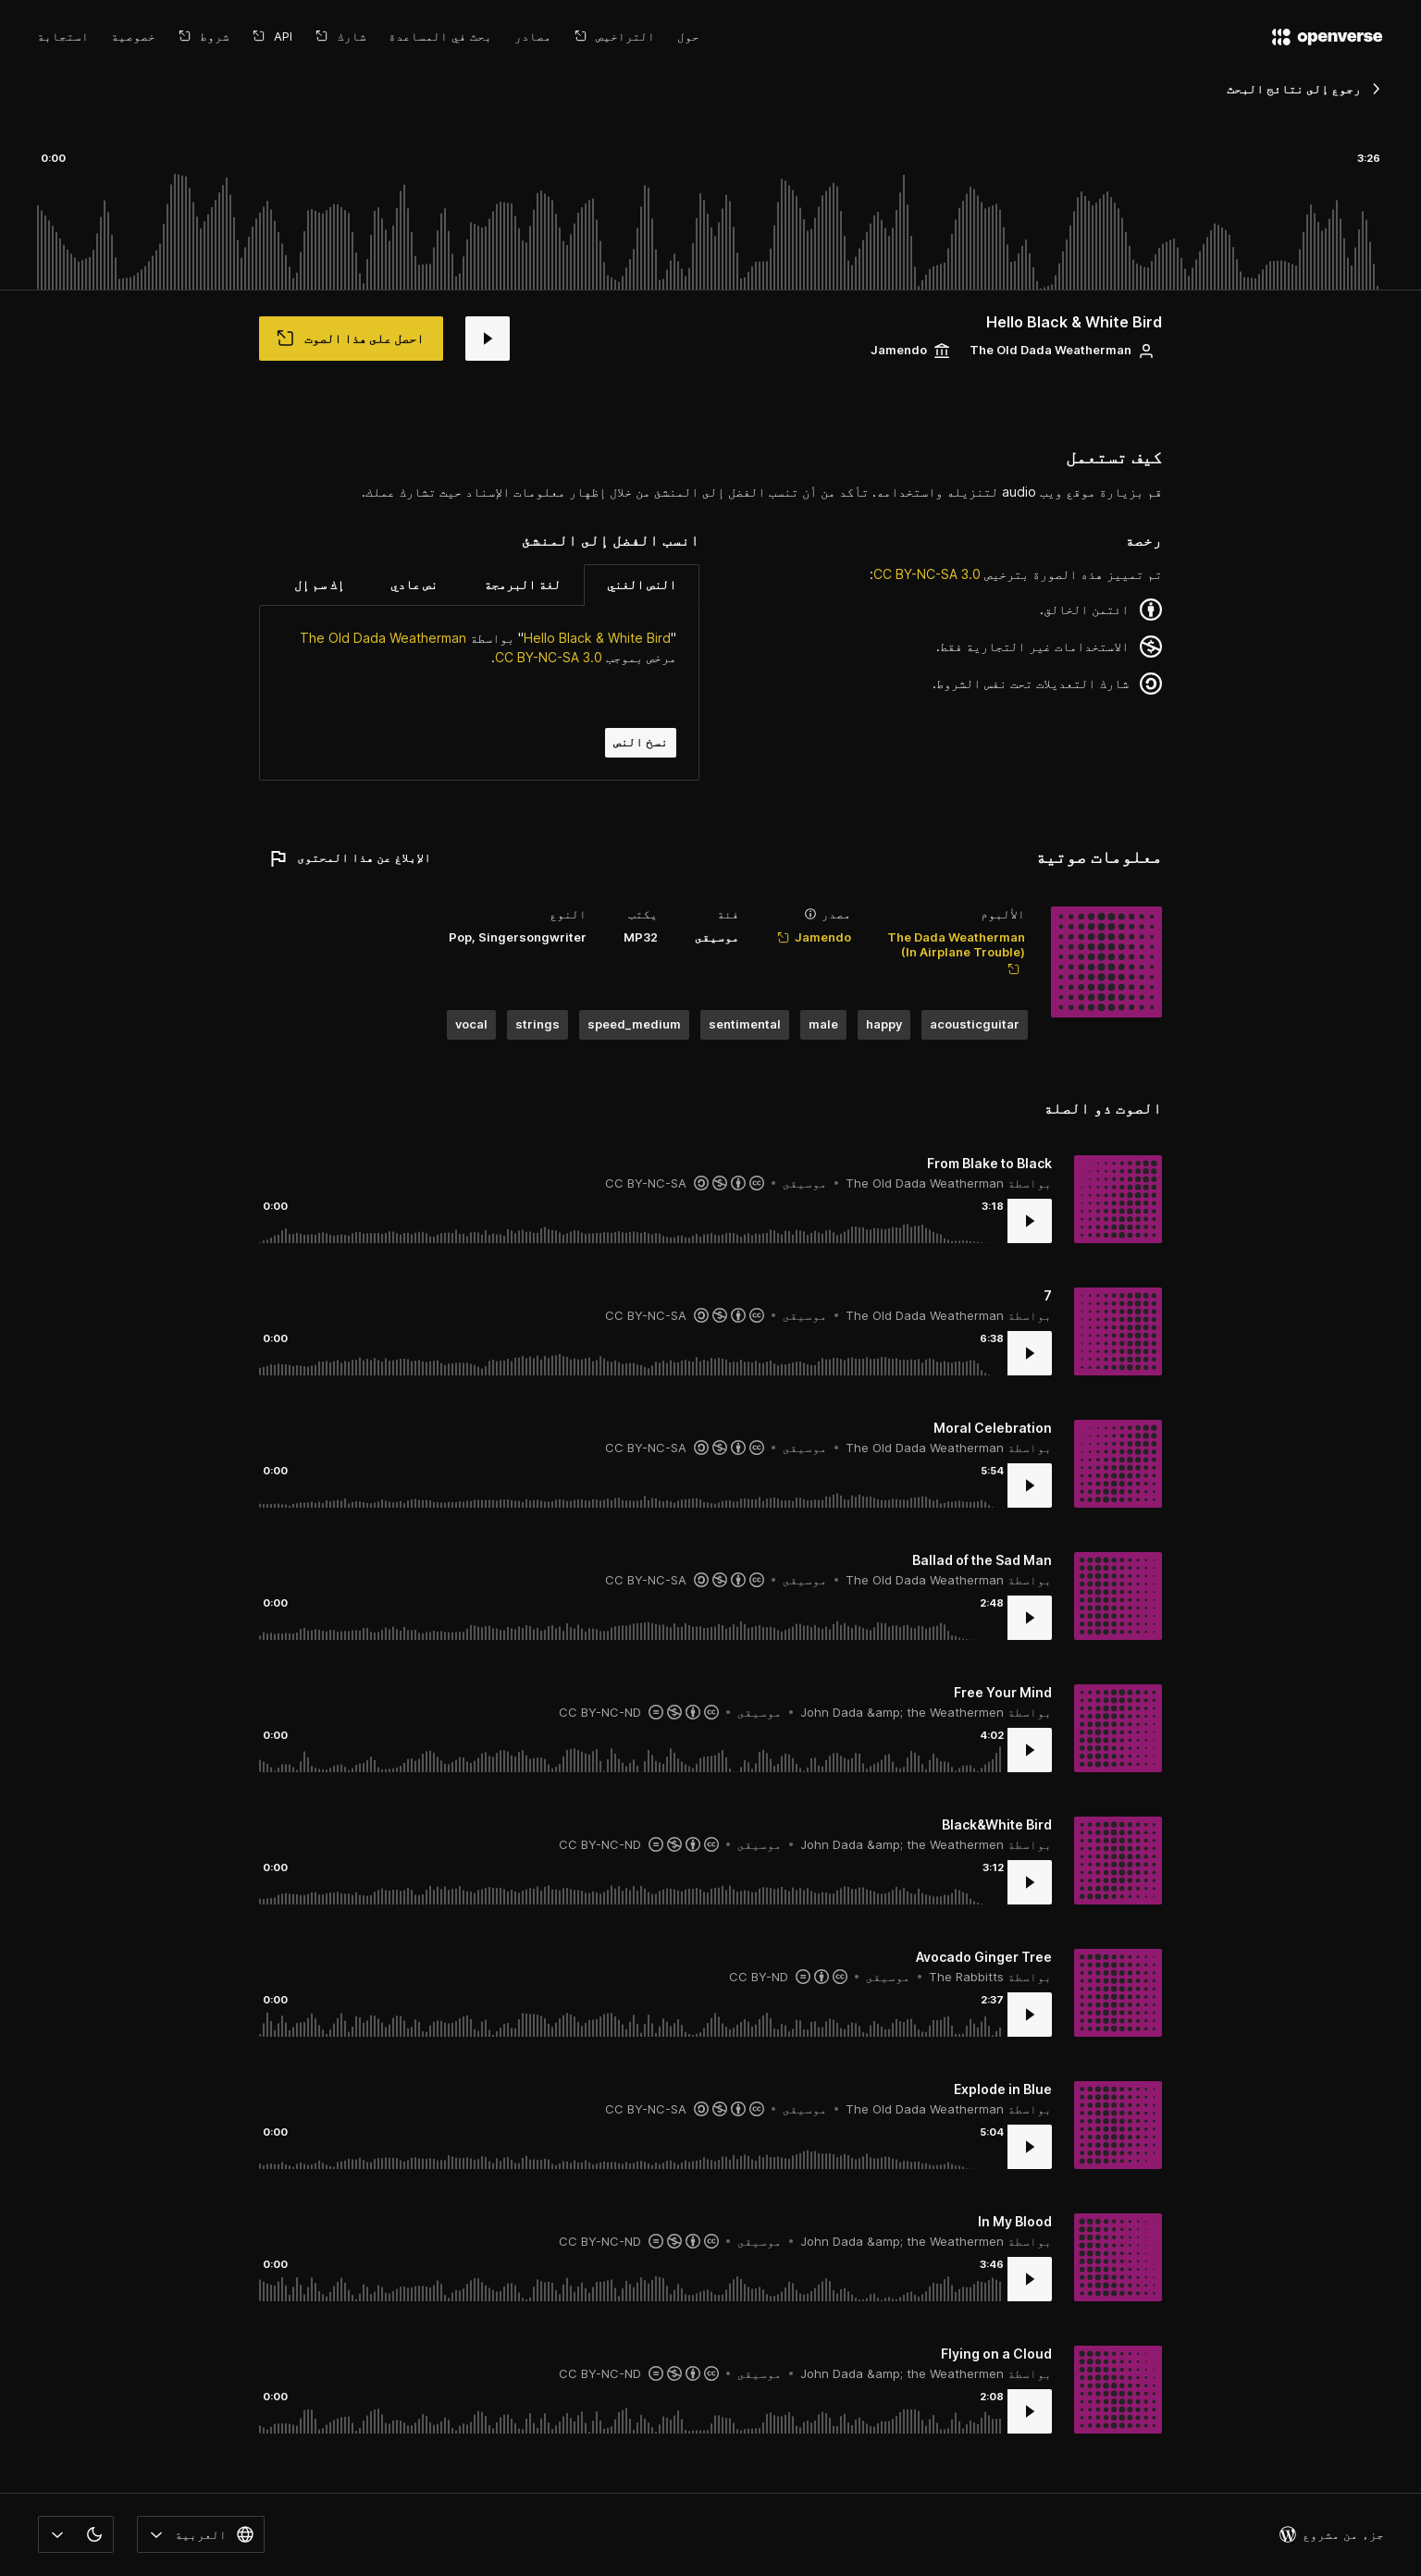 openverse
حول
التراخيص
مصادر
بحث في المساعدة
شارك
API
شروط
خصوصية
استجابة
رجوع إلى نتائج البحث
3:26
0:00
Hello Black & White Bird
The Old Dada Weatherman
Jamendo
احصل على هذا الصوت
كيف تستعمل
قم بزيارة موقع ويب audio لتنزيله واستخدامه. تأكد من أن تنسب الفضل إلى المنشئ من خلال إظهار معلومات الإسناد حيث تشارك عملك.
رخصة
تم تمييز هذه الصورة بترخيص CC BY-NC-SA 3.0:
ائتمن الخالق.
الاستخدامات غير التجارية فقط.
شارك التعديلات تحت نفس الشروط.
انسب الفضل إلى المنشئ
النص الغني
لغة البرمجة
نص عادي
إك سم إل
"Hello Black & White Bird" بواسطة The Old Dada Weatherman
مرخص بموجب CC BY-NC-SA 3.0.
نسخ النص
معلومات صوتية
الإبلاغ عن هذا المحتوى
الألبوم
The Dada Weatherman
(In Airplane Trouble)
مصدر
Jamendo
فئة
موسيقى
يكتب
MP32
النوع
Pop, Singersongwriter
acousticguitar
happy
male
sentimental
speed_medium
strings
vocal
الصوت ذو الصلة
From Blake to Black
بواسطة The Old Dada Weatherman • موسيقى • CC BY-NC-SA
3:18
0:00
7
بواسطة The Old Dada Weatherman • موسيقى • CC BY-NC-SA
6:38
0:00
Moral Celebration
بواسطة The Old Dada Weatherman • موسيقى • CC BY-NC-SA
5:54
0:00
Ballad of the Sad Man
بواسطة The Old Dada Weatherman • موسيقى • CC BY-NC-SA
2:48
0:00
Free Your Mind
بواسطة John Dada &amp; the Weathermen • موسيقى • CC BY-NC-ND
4:02
0:00
Black&White Bird
بواسطة John Dada &amp; the Weathermen • موسيقى • CC BY-NC-ND
3:12
0:00
Avocado Ginger Tree
بواسطة The Rabbitts • موسيقى • CC BY-ND
2:37
0:00
Explode in Blue
بواسطة The Old Dada Weatherman • موسيقى • CC BY-NC-SA
5:04
0:00
In My Blood
بواسطة John Dada &amp; the Weathermen • موسيقى • CC BY-NC-ND
3:46
0:00
Flying on a Cloud
بواسطة John Dada &amp; the Weathermen • موسيقى • CC BY-NC-ND
2:08
0:00
جزء من مشروع
العربية